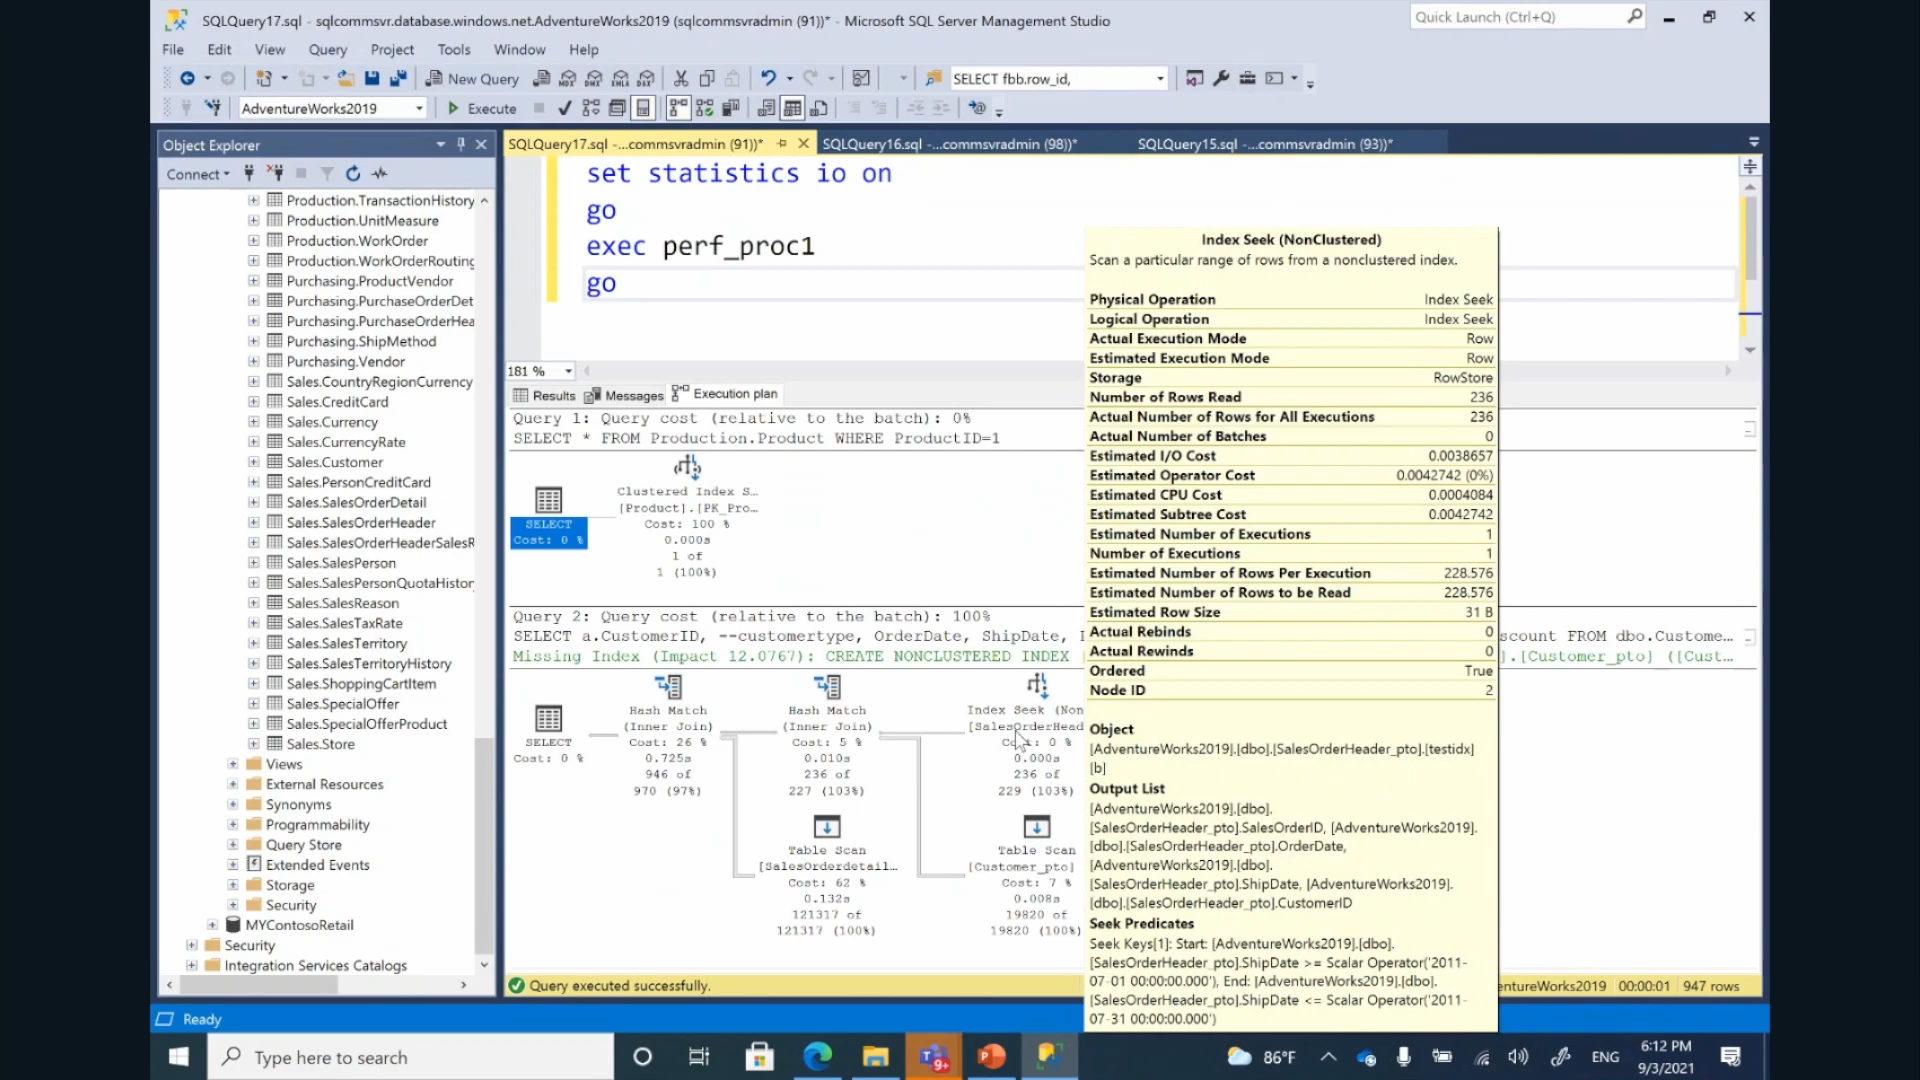 SQLQuery17.sql - sqlcommsvr.database.windows.net.AdventureWorks2019 (sqlcommsvradmin (91))* - Microsoft SQL Server Management Studio
Quick Launch (Ctrl+Q)
File Edit View Query Project Tools Window Help
New Query
SELECT fbb.row_id,
AdventureWorks2019
Execute
Object Explorer
Connect
Production.TransactionHistory
Production.UnitMeasure
Production.WorkOrder
Production.WorkOrderRouting
Purchasing.ProductVendor
Purchasing.PurchaseOrderDet
Purchasing.PurchaseOrderHea
Purchasing.ShipMethod
Purchasing.Vendor
Sales.CountryRegionCurrency
Sales.CreditCard
Sales.Currency
Sales.CurrencyRate
Sales.Customer
Sales.PersonCreditCard
Sales.SalesOrderDetail
Sales.SalesOrderHeader
Sales.SalesOrderHeaderSalesR
Sales.SalesPerson
Sales.SalesPersonQuotaHistor
Sales.SalesReason
Sales.SalesTaxRate
Sales.SalesTerritory
Sales.SalesTerritoryHistory
Sales.ShoppingCartItem
Sales.SpecialOffer
Sales.SpecialOfferProduct
Sales.Store
Views
External Resources
Synonyms
Programmability
Query Store
Extended Events
Storage
Security
MYContosoRetail
Security
Integration Services Catalogs
SQLQuery17.sql -...commsvradmin (91))*
SQLQuery16.sql -...commsvradmin (98))*
SQLQuery15.sql -...commsvradmin (93))*
set statistics io on
go
exec perf_proc1
go
181 %
Results Messages Execution plan
Query 1: Query cost (relative to the batch): 0%
SELECT * FROM Production.Product WHERE ProductID=1
SELECT
Cost: 0 %
Clustered Index S...
[Product].[PK_Pro...
Cost: 100 %
0.000s
1 of
1 (100%)
Query 2: Query cost (relative to the batch): 100%
SELECT a.CustomerID, --customertype, OrderDate, ShipDate,
scount FROM dbo.Custome...
Missing Index (Impact 12.0767): CREATE NONCLUSTERED INDEX
].[Customer_pto] ([Cust...
SELECT
Cost: 0 %
Hash Match
(Inner Join)
Cost: 26 %
0.725s
946 of
970 (97%)
Hash Match
(Inner Join)
Cost: 5 %
0.010s
236 of
227 (103%)
Index Seek (Non
[SalesOrderHead
Cost: 0 %
0.000s
236 of
229 (103%)
Table Scan
[SalesOrderdetail...
Cost: 62 %
0.132s
121317 of
121317 (100%)
Table Scan
[Customer_pto]
Cost: 7 %
0.008s
19820 of
19820 (100%)
Index Seek (NonClustered)
Scan a particular range of rows from a nonclustered index.
Physical Operation Index Seek
Logical Operation Index Seek
Actual Execution Mode Row
Estimated Execution Mode Row
Storage RowStore
Number of Rows Read 236
Actual Number of Rows for All Executions 236
Actual Number of Batches 0
Estimated I/O Cost 0.0038657
Estimated Operator Cost 0.0042742 (0%)
Estimated CPU Cost 0.0004084
Estimated Subtree Cost 0.0042742
Estimated Number of Executions 1
Number of Executions 1
Estimated Number of Rows Per Execution 228.576
Estimated Number of Rows to be Read 228.576
Estimated Row Size 31 B
Actual Rebinds 0
Actual Rewinds 0
Ordered True
Node ID 2
Object
[AdventureWorks2019].[dbo].[SalesOrderHeader_pto].[testidx]
[b]
Output List
[AdventureWorks2019].[dbo].
[SalesOrderHeader_pto].SalesOrderID, [AdventureWorks2019].
[dbo].[SalesOrderHeader_pto].OrderDate,
[AdventureWorks2019].[dbo].
[SalesOrderHeader_pto].ShipDate, [AdventureWorks2019].
[dbo].[SalesOrderHeader_pto].CustomerID
Seek Predicates
Seek Keys[1]: Start: [AdventureWorks2019].[dbo].
[SalesOrderHeader_pto].ShipDate >= Scalar Operator('2011-
07-01 00:00:00.000'), End: [AdventureWorks2019].[dbo].
[SalesOrderHeader_pto].ShipDate <= Scalar Operator('2011-
07-31 00:00:00.000')
Query executed successfully.
entureWorks2019 00:00:01 947 rows
Ready
Type here to search
9+
86°F
ENG
6:12 PM
9/3/2021